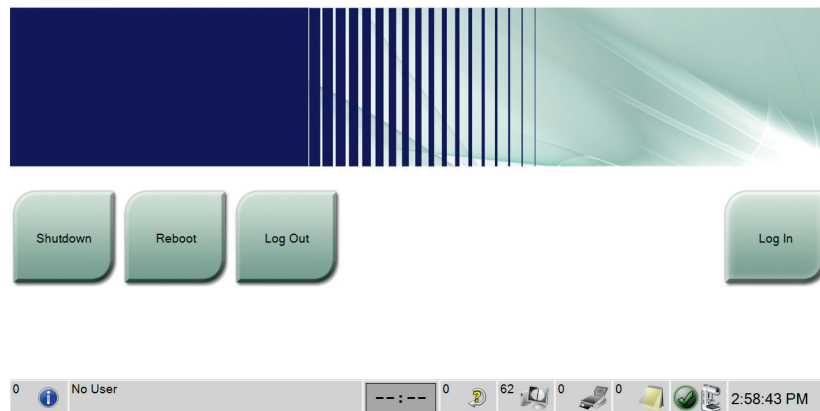 Shutdown
Reboot
Log Out
Log In
0
No User
--:--
0
62
0
0
2:58:43 PM